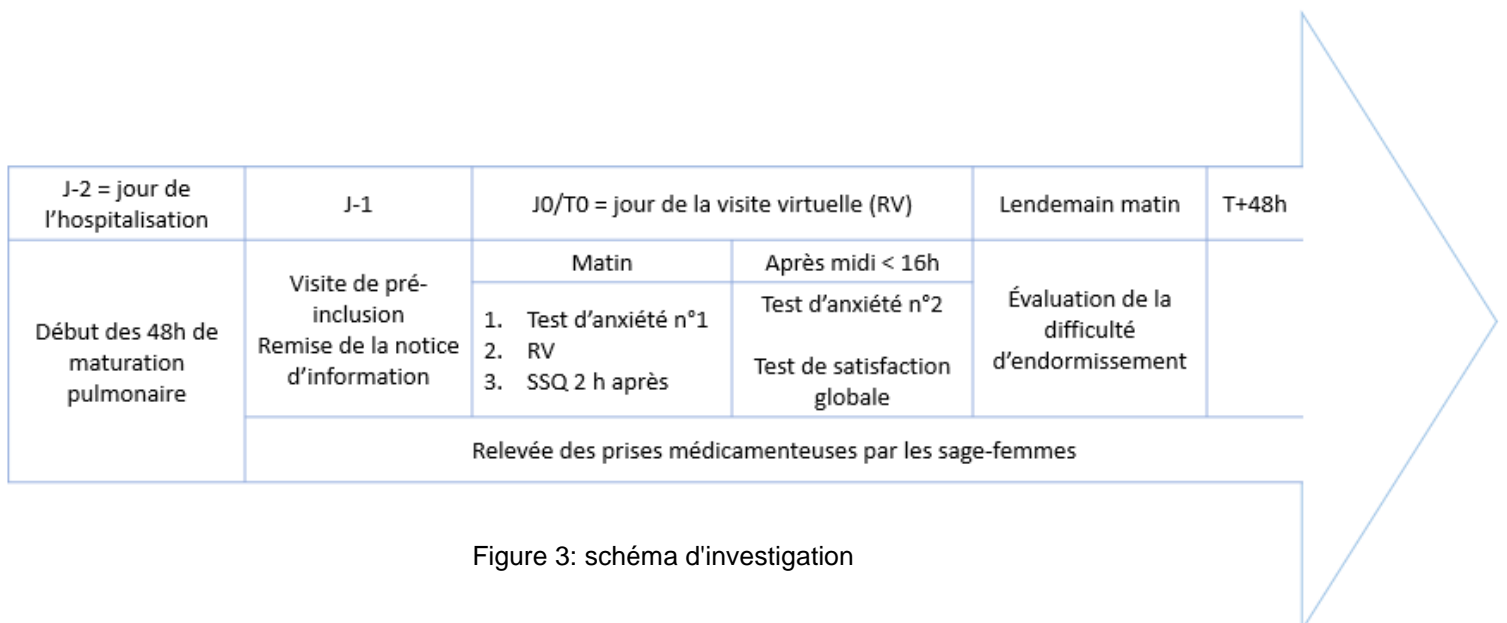 J-2 = jour de
l'hospitalisation
J-1
J0/T0 = jour de la visite virtuelle (RV)
Lendemain matin
T+48h
Début des 48h de
maturation
pulmonaire
Visite de pré-
inclusion
Remise de la notice
d'information
Matin
1. Test d'anxiété n°1
2. RV
3. SSQ 2 h après
Après midi < 16h
Test d'anxiété n°2
Test de satisfaction
globale
Évaluation de la
difficulté
d'endormissement
Relevée des prises médicamenteuses par les sage-femmes
Figure 3: schéma d'investigation